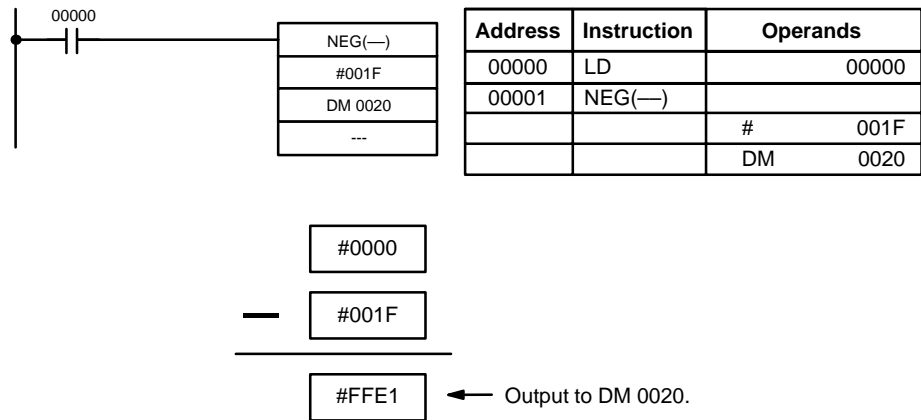 00000
NEG(—)
#001F
DM 0020
---
Address Instruction Operands
00000 LD 00000
00001 NEG(—)
# 001F
DM 0020
#0000
— #001F
#FFE1 Output to DM 0020.